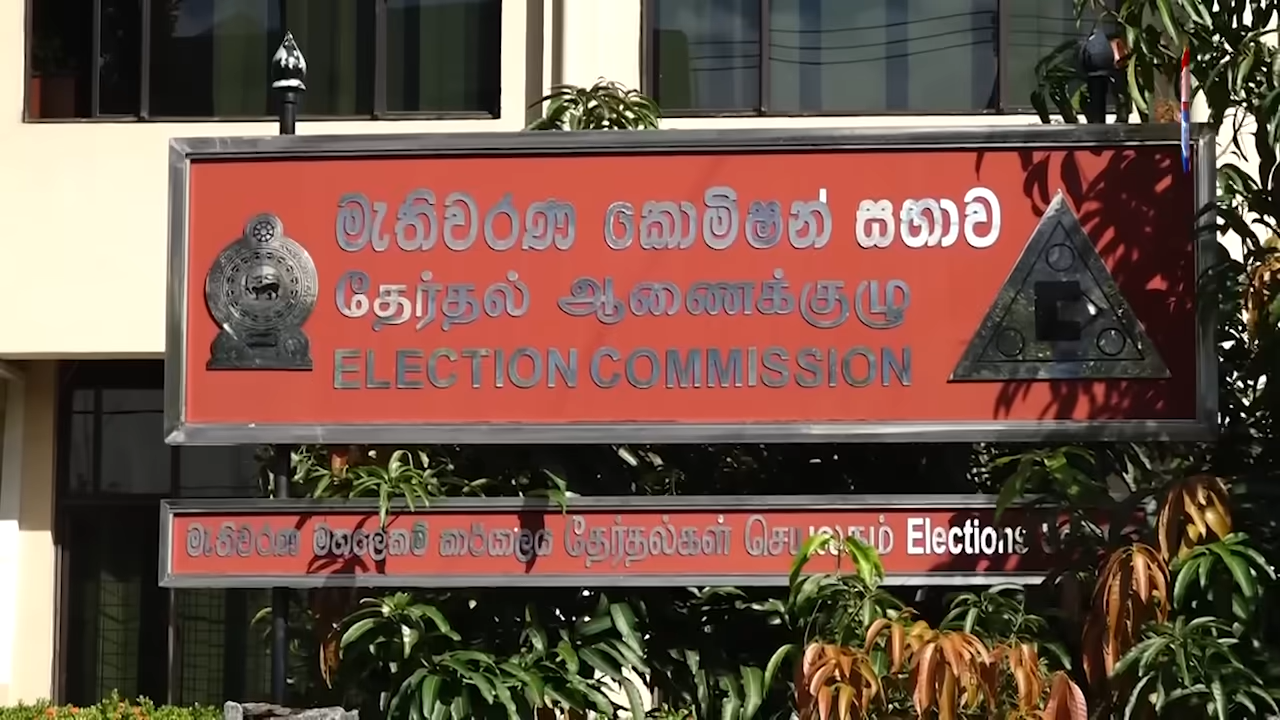 මැතිවරණ කොමිෂන් සභාව
தேர்தல் ஆணைக்குழு
ELECTION COMMISSION
මැතිවරණ මහලේකම් කාර්යාලය தேர்தல்கள் செயலகம் Elections